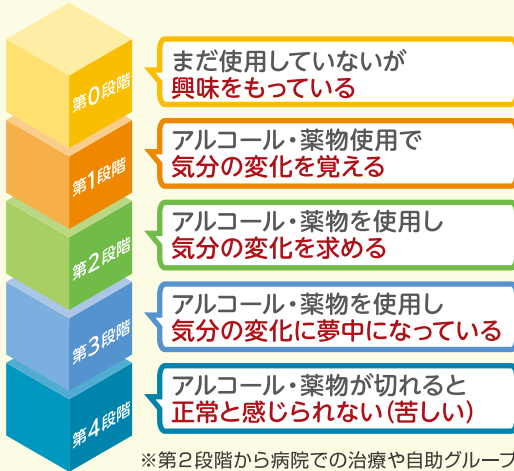 第0段階
まだ使用していないが
興味をもっている
第1段階
アルコール・薬物使用で
気分の変化を覚える
第2段階
アルコール・薬物を使用し
気分の変化を求める
第3段階
アルコール・薬物を使用し
気分の変化に夢中になっている
第4段階
アルコール・薬物が切れると
正常と感じられない(苦しい)
※第2段階から病院での治療や自助グループ